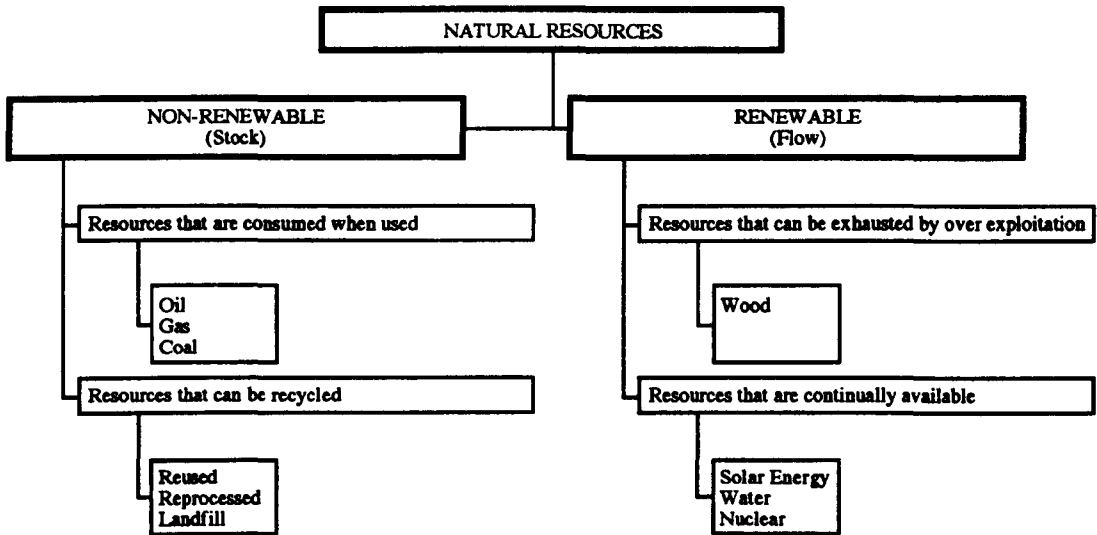 NATURAL RESOURCES
NON-RENEWABLE
(Stock)
Resources that are consumed when used
Oil
Gas
Coal
Resources that can be recycled
Reused
Reprocessed
Landfill
RENEWABLE
(Flow)
Resources that can be exhausted by over exploitation
Wood
Resources that are continually available
Solar Energy
Water
Nuclear